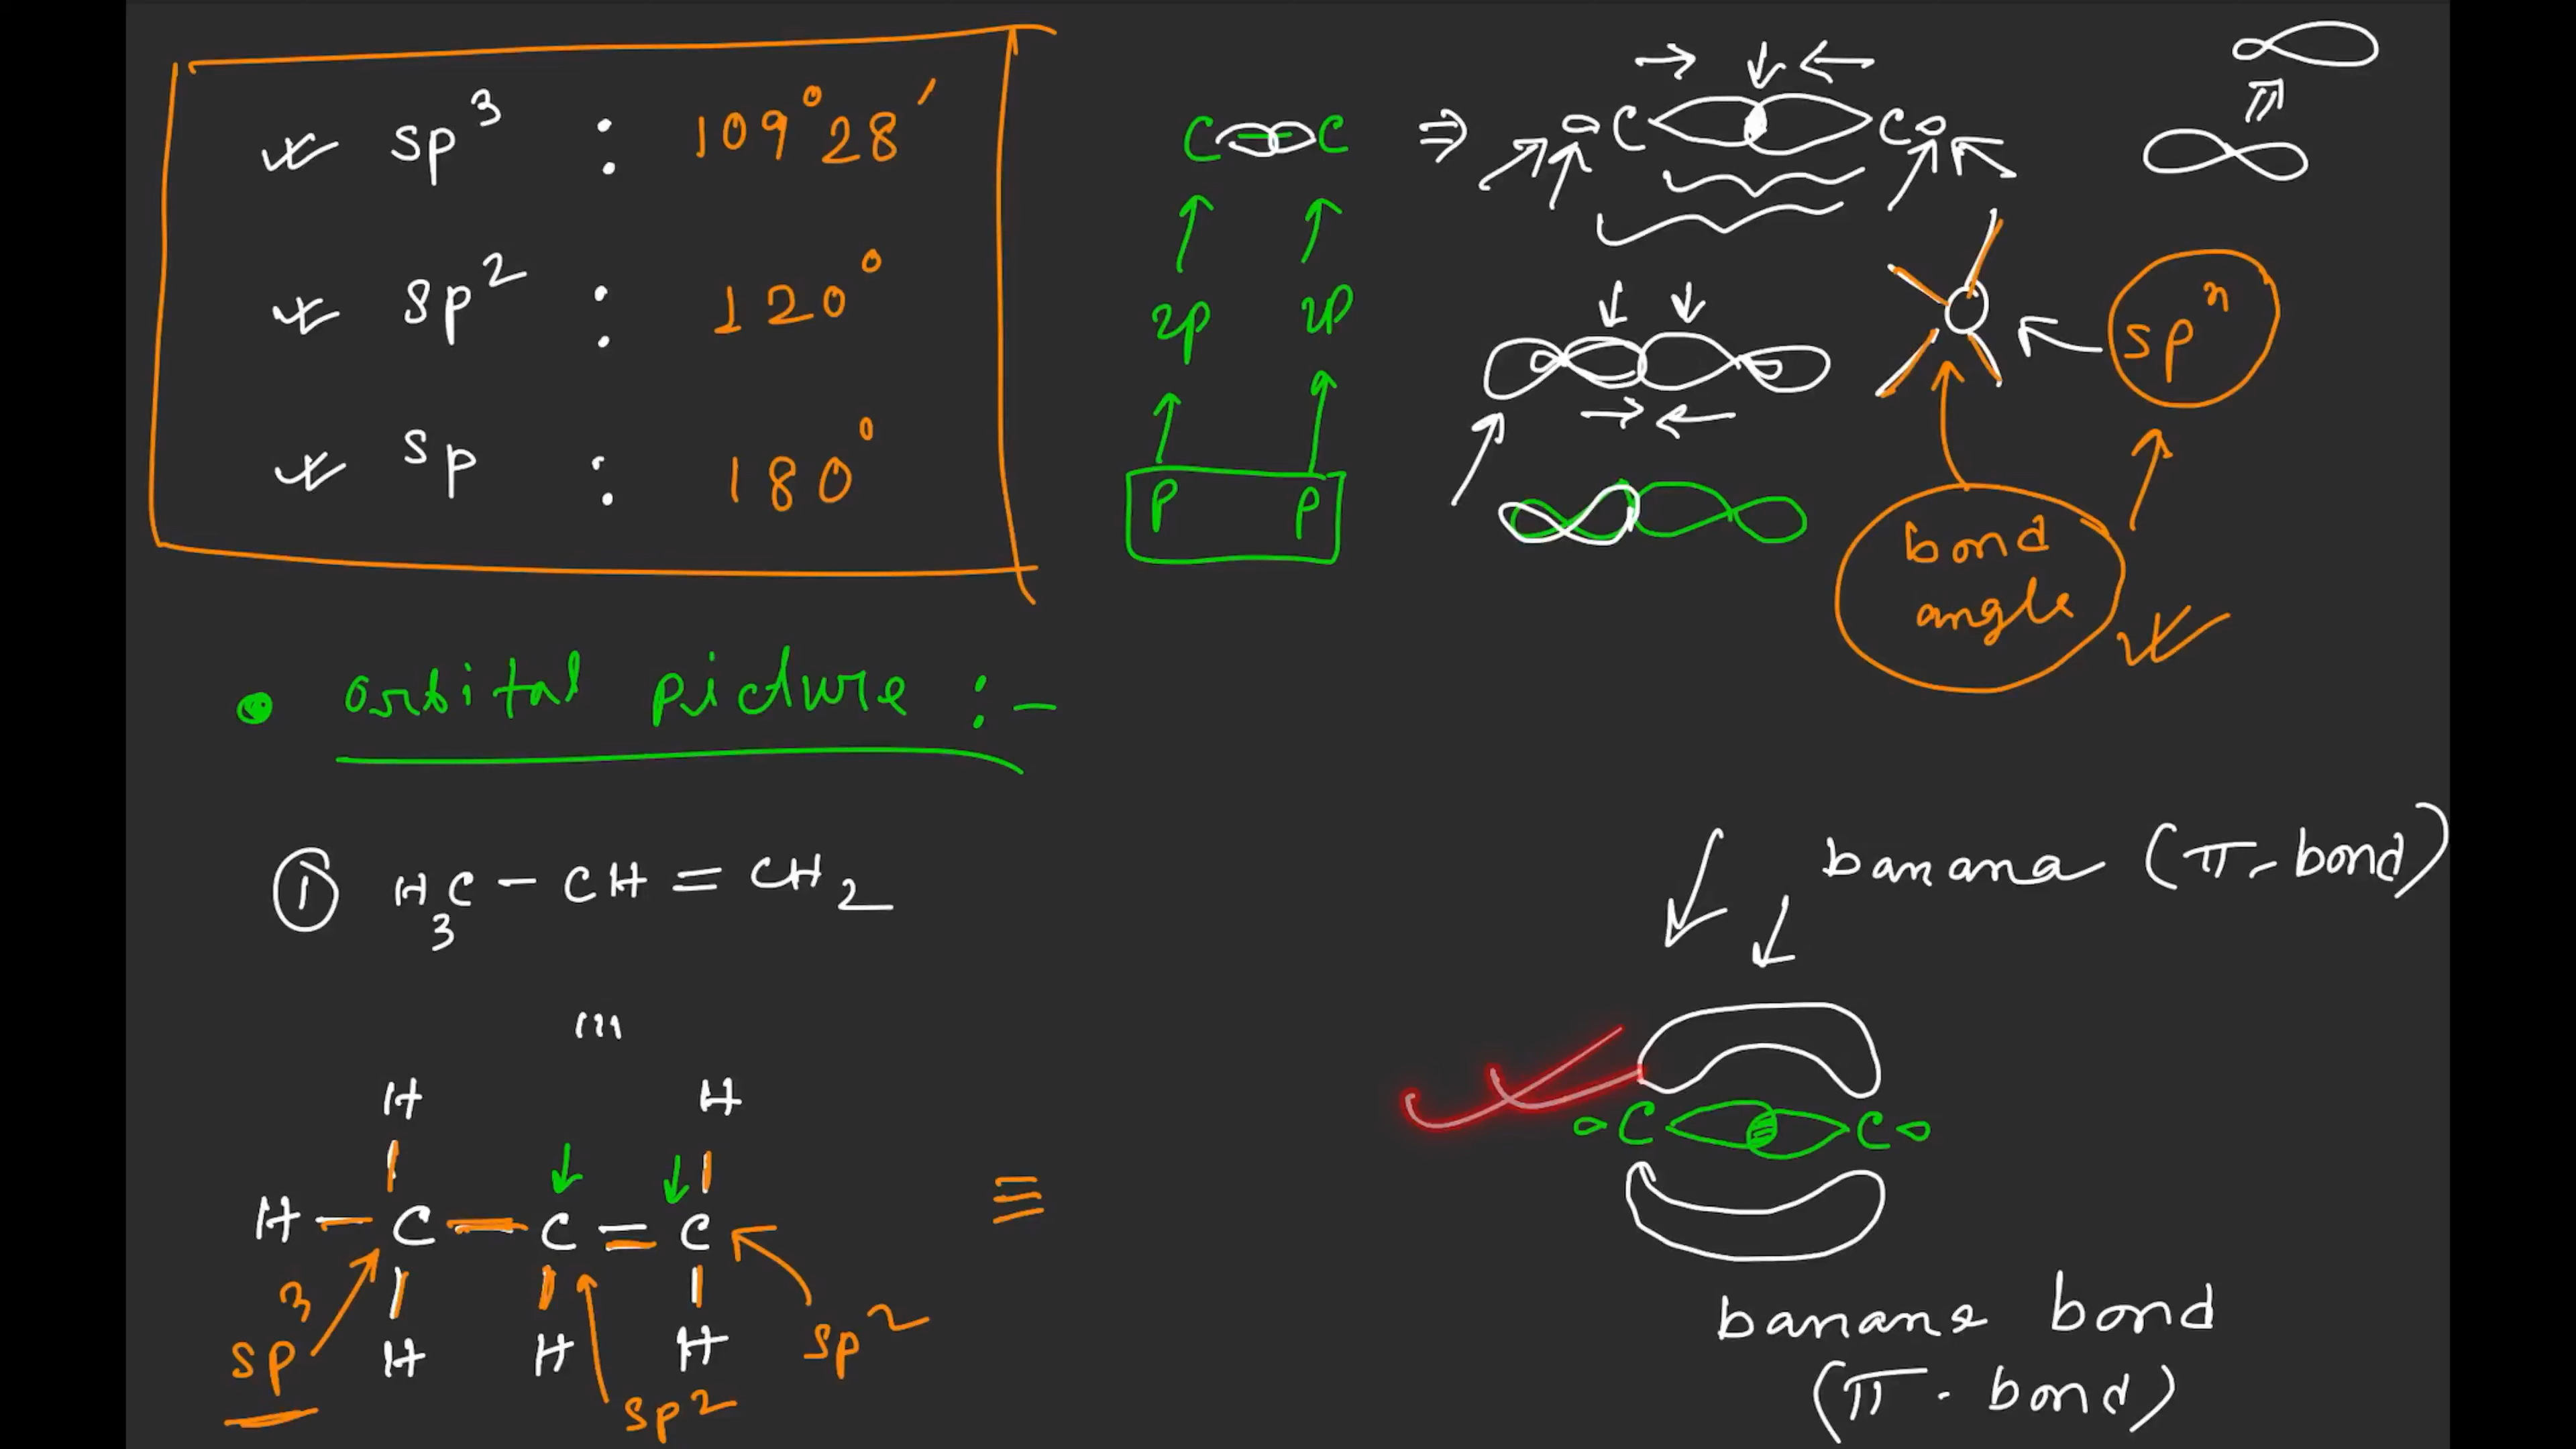 sp³ : 109°28′
sp² : 120°
sp : 180°
C = C ⇒ C C
2p 2p
P P
spⁿ
bond
angle
• orbital picture :-
① H₃C - CH = CH₂
banana (π - bond)
H H
H - C - C = C ≡
H H H
sp³ sp² sp²
C C
banana bond
(π - bond)